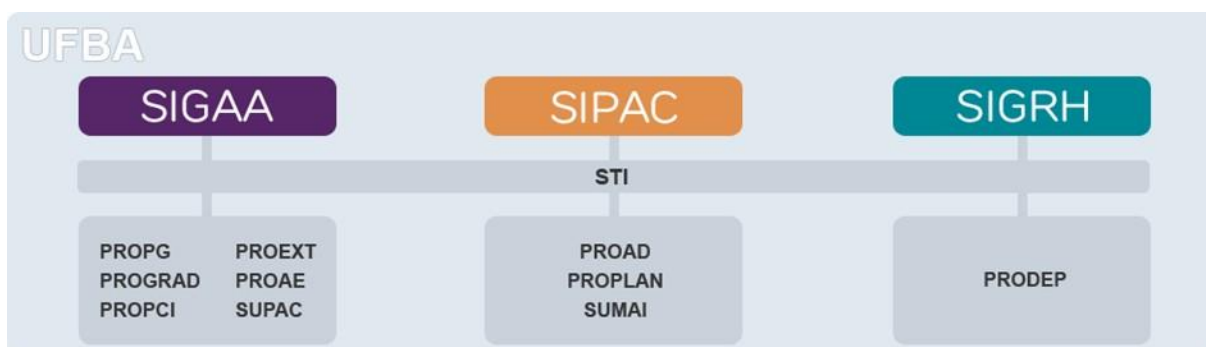 UFBA
SIGAA
SIPAC
SIGRH
STI
PROPG PROEXT
PROGRAD PROAE
PROPCI SUPAC
PROAD
PROPLAN
SUMAI
PRODEP